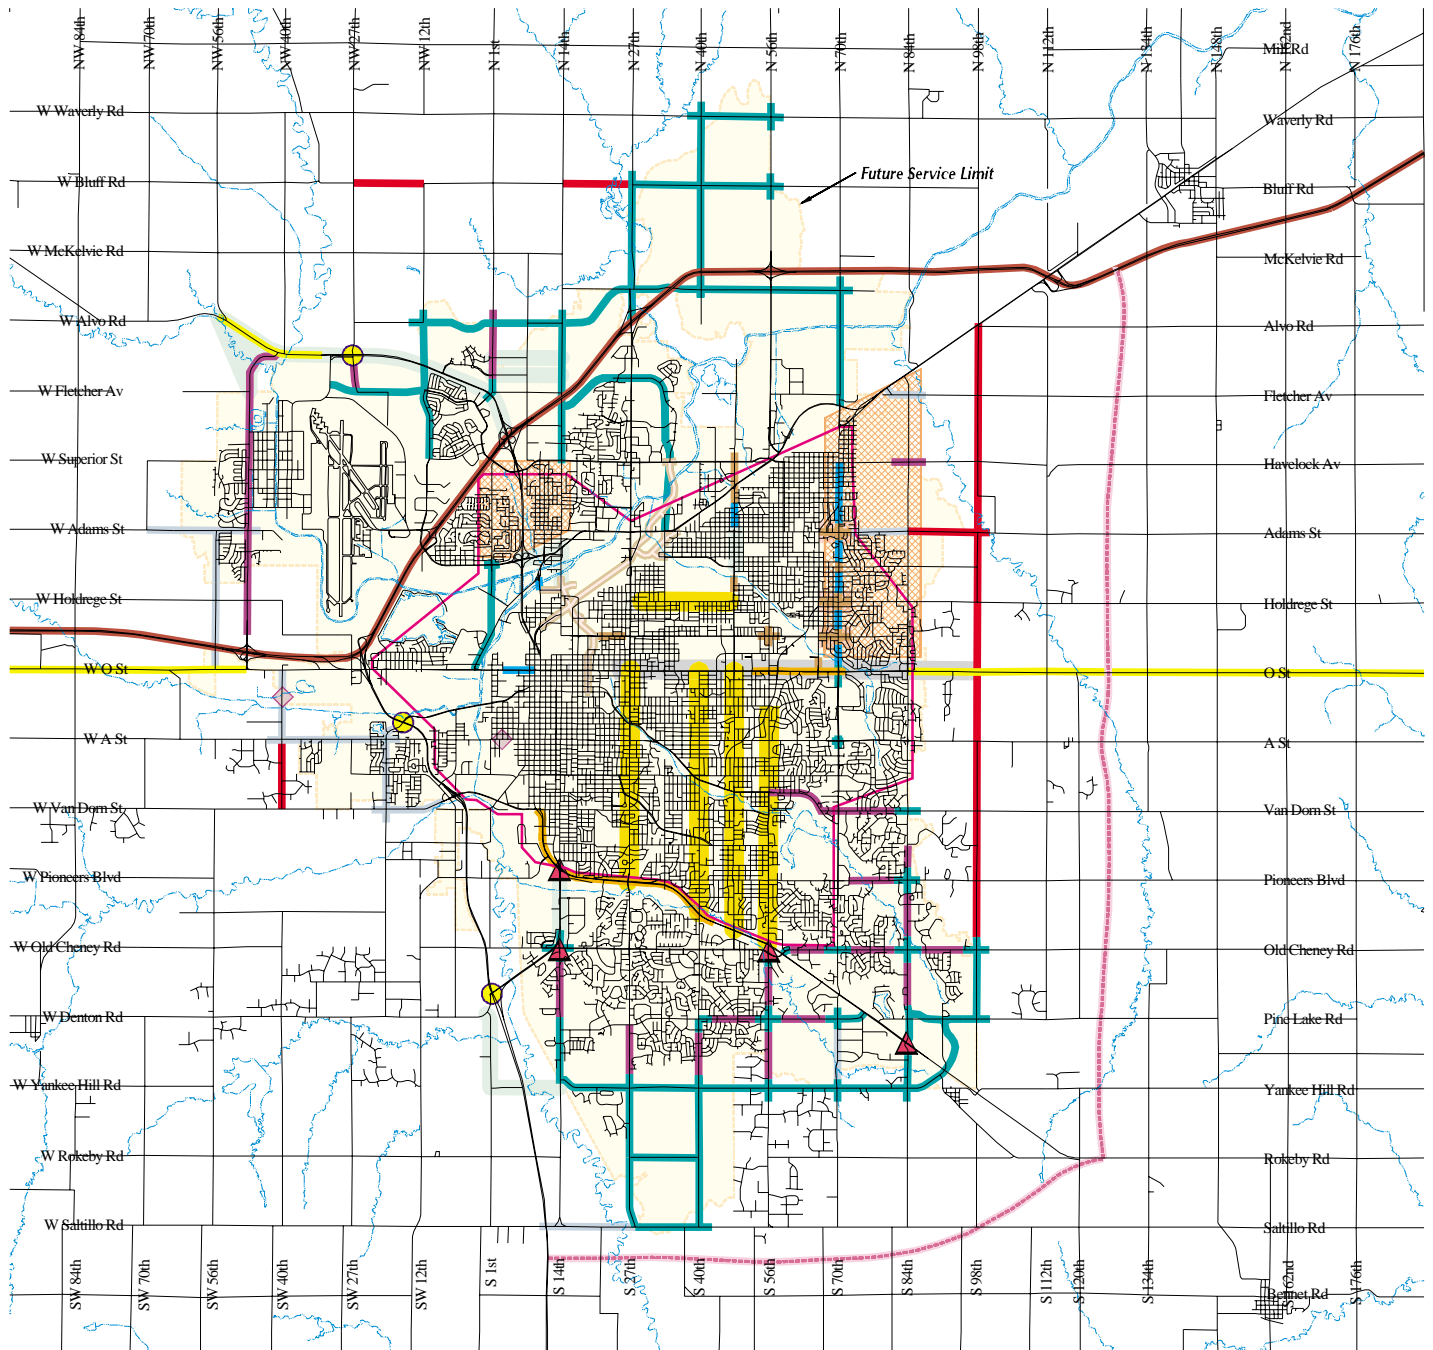 NW 84th
NW 70th
NW 56th
NW 40th
NW 27th
NW 12th
N 1st
N 14th
N 27th
N 40th
N 56th
N 70th
N 84th
N 98th
N 112th
N 134th
N 148th
N 162nd
N 176th
Mill Rd
W Waverly Rd
Waverly Rd
Future Service Limit
W Bluff Rd
Bluff Rd
W McKelvie Rd
McKelvie Rd
W Alvo Rd
Alvo Rd
W Fletcher Av
Fletcher Av
W Superior St
Havelock Av
W Adams St
Adams St
W Holdrege St
Holdrege St
W O St
O St
W A St
A St
W Van Dorn St
Van Dorn St
W Pioneers Blvd
Pioneers Blvd
W Old Cheney Rd
Old Cheney Rd
W Denton Rd
Pine Lake Rd
W Yankee Hill Rd
Yankee Hill Rd
W Rokeby Rd
Rokeby Rd
W Saltillo Rd
Saltillo Rd
Bennet Rd
SW 84th
SW 70th
SW 56th
SW 40th
SW 27th
SW 12th
S 1st
S 14th
S 27th
S 40th
S 56th
S 70th
S 84th
S 98th
S 112th
S 120th
S 134th
S 162nd
S 176th